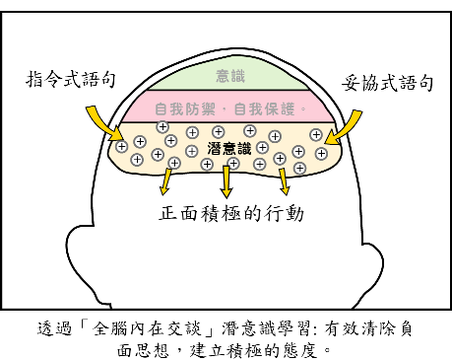 意識
指令式語句
妥協式語句
自我防禦．自我保護。
潛意識
正面積極的行動
透過「全腦內在交談」潛意識學習: 有效清除負
面思想，建立積極的態度。